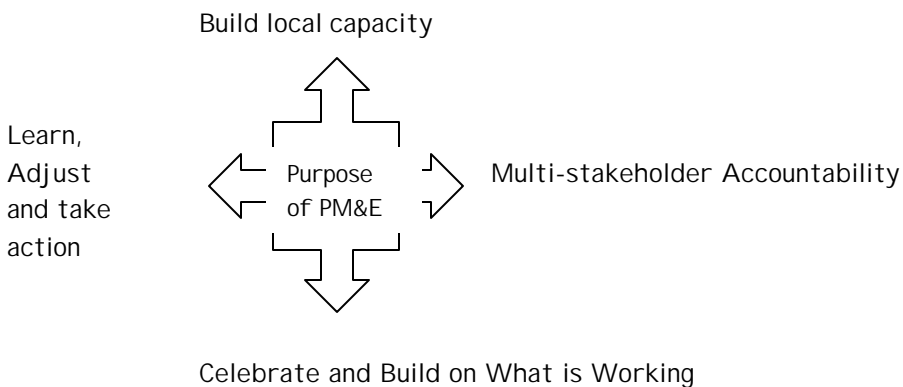 Build local capacity
Learn,
Adjust
and take
action
Purpose
of PM&E
Multi-stakeholder Accountability
Celebrate and Build on What is Working